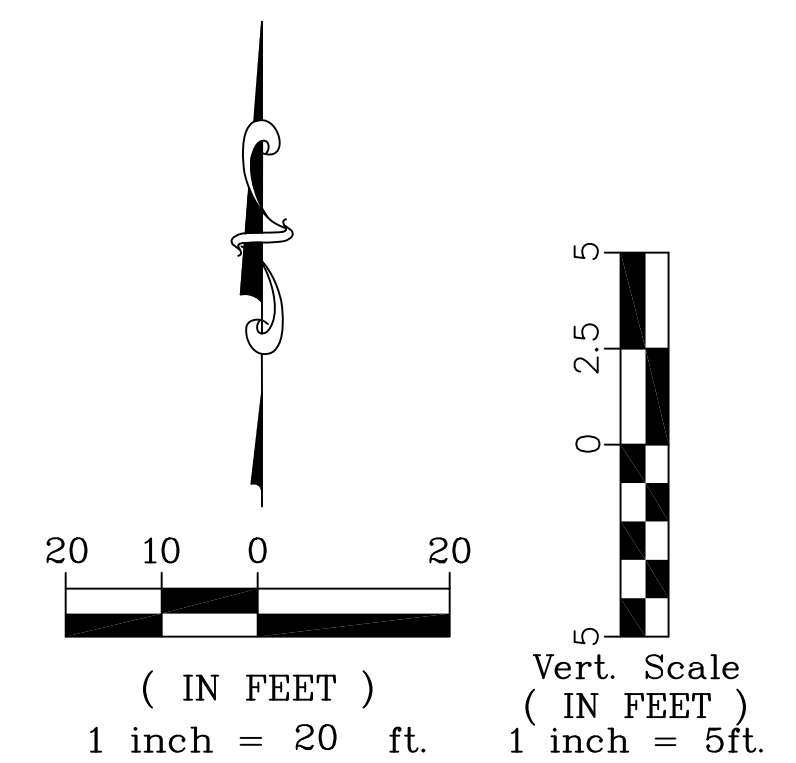 20 10 0 20
( IN FEET )
1 inch = 20 ft.
5
2.5
0
5
Vert. Scale
( IN FEET )
1 inch = 5ft.